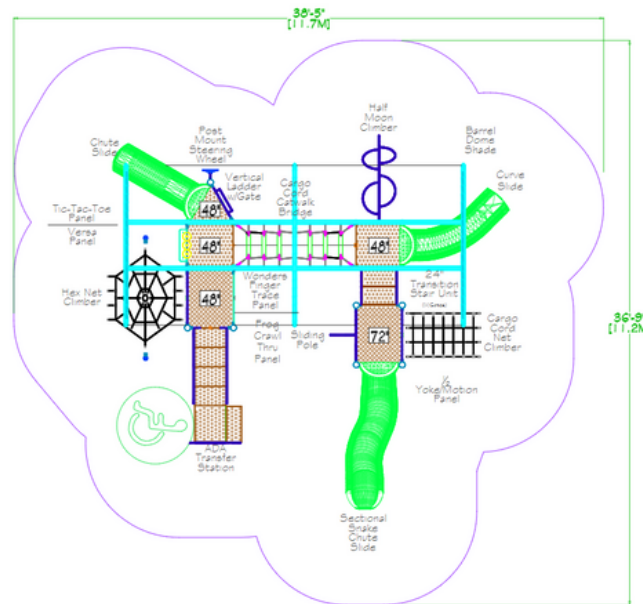 38'-5"
[11.7M]
Half
Moon
Climber
Post
Mount
Steering
Wheel
Barrel
Dome
Shade
Chute
Slide
Vertical
Ladder
w/Gate
Cargo
Cord
Catwalk
Bridge
Curve
Slide
Tic-Tac-Toe
Panel
Versa
Panel
48"
48"
48"
48"
Hex Net
Climber
Wonders
Finger
Trace Panel
24"
Transition
Stair Unit
Frog
Crawl
Thru
Panel
Sliding
Pole
72"
Cargo
Cord
Net
Climber
36'-9"
[11.2M]
Yoke/Motion
Panel
ADA
Transfer
Station
Sectional
Snake
Chute
Slide